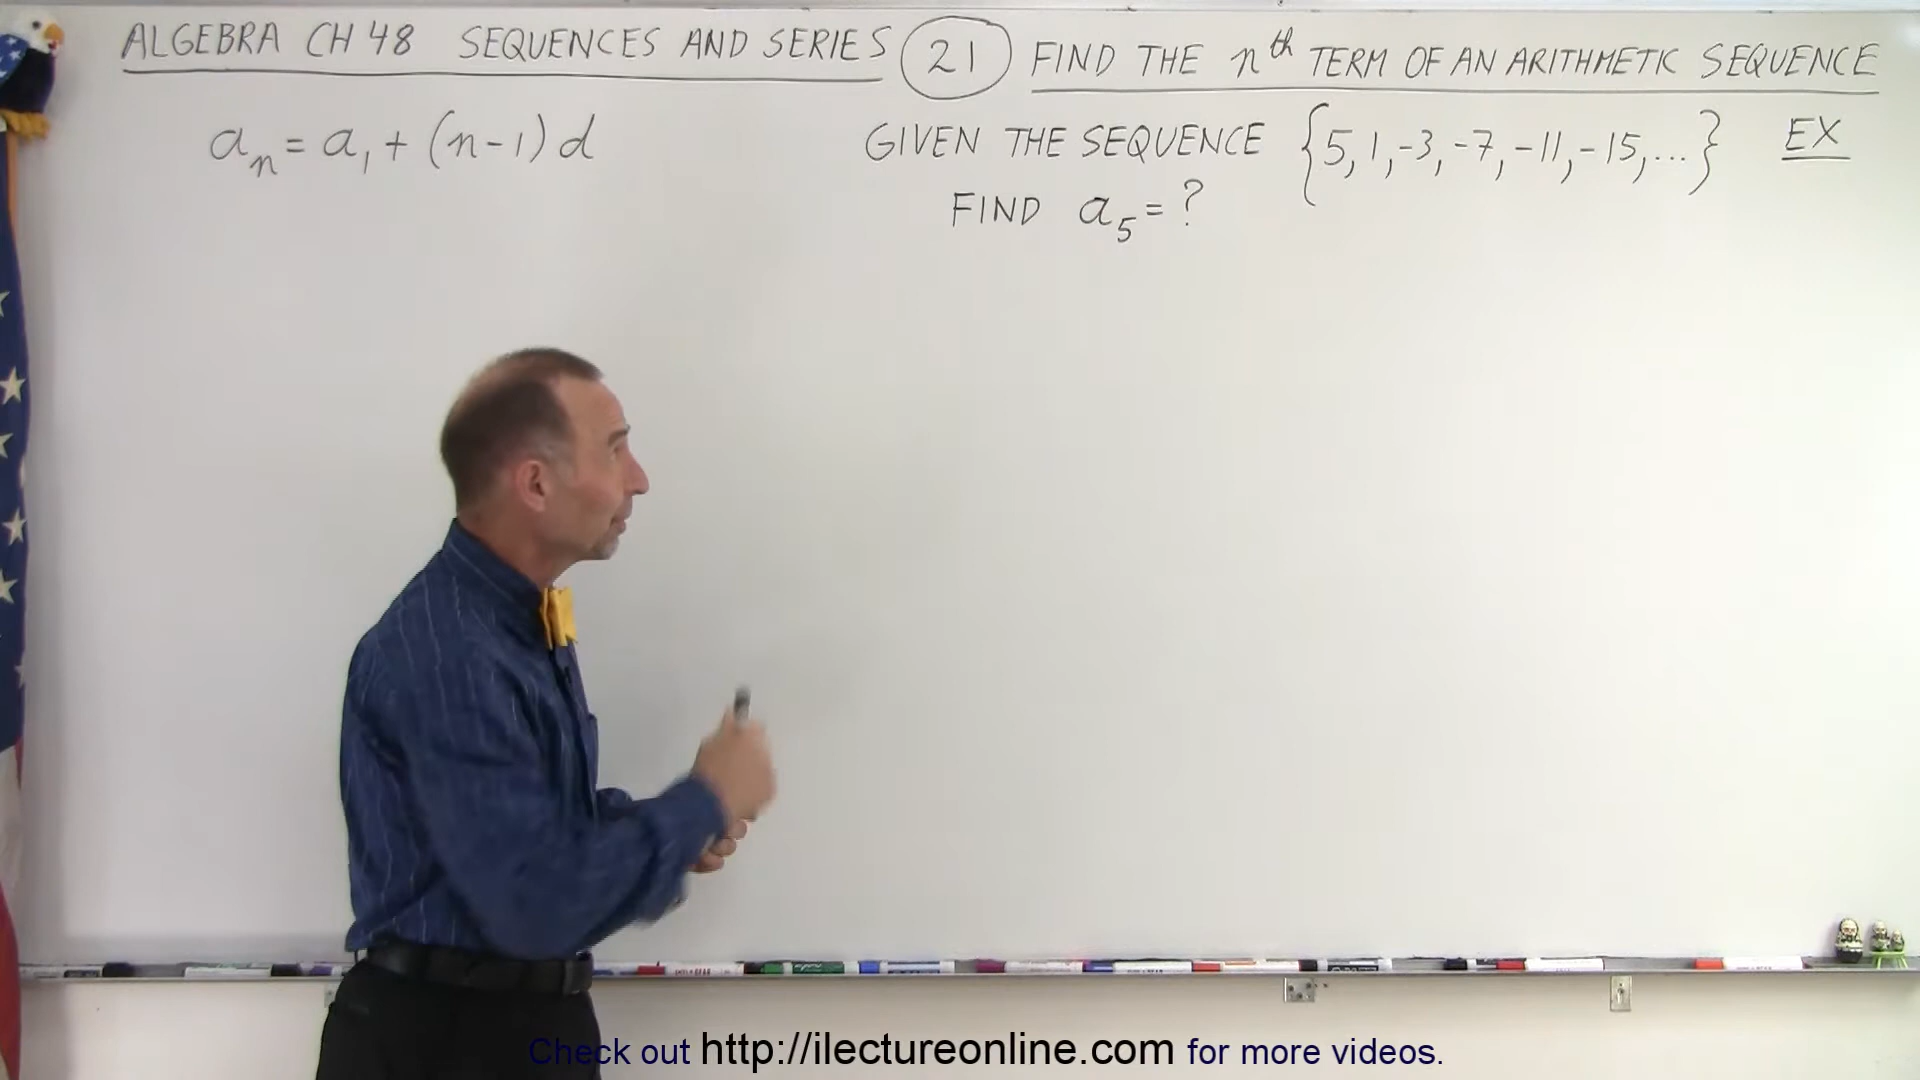 ALGEBRA CH 48 SEQUENCES AND SERIES 21 FIND THE nth TERM OF AN ARITHMETIC SEQUENCE
aₙ = a₁ + (n-1) d
GIVEN THE SEQUENCE {5, 1, -3, -7, -11, -15, ...} EX
FIND a₅ = ?
Check out http://ilectureonline.com for more videos.